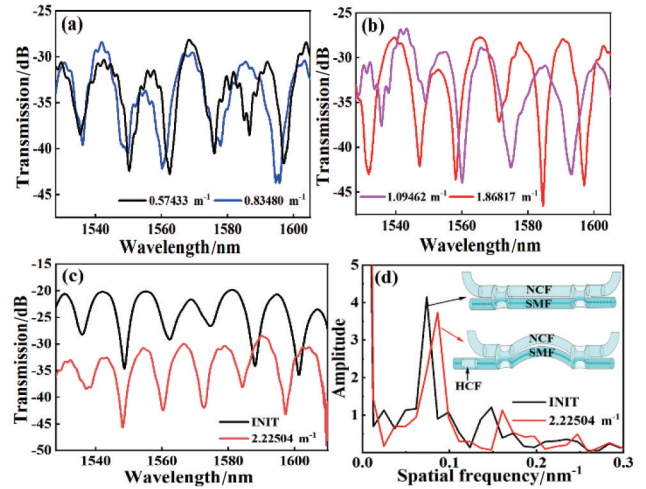 (a)
Transmission/dB
-25
-30
-35
-40
-45
0.57433 m⁻¹
0.83480 m⁻¹
1540
1560
1580
1600
Wavelength/nm
(b)
Transmission/dB
-25
-30
-35
-40
-45
1.09462 m⁻¹
1.86817 m⁻¹
1540
1560
1580
1600
Wavelength/nm
(c)
Transmission/dB
-15
-20
-25
-30
-35
-40
-45
-50
INIT
2.22504 m⁻¹
1540
1560
1580
1600
Wavelength/nm
(d)
Amplitude
5
4
3
2
1
NCF
SMF
NCF
SMF
HCF
INIT
2.22504 m⁻¹
0.0
0.1
0.2
0.3
Spatial frequency/nm⁻¹